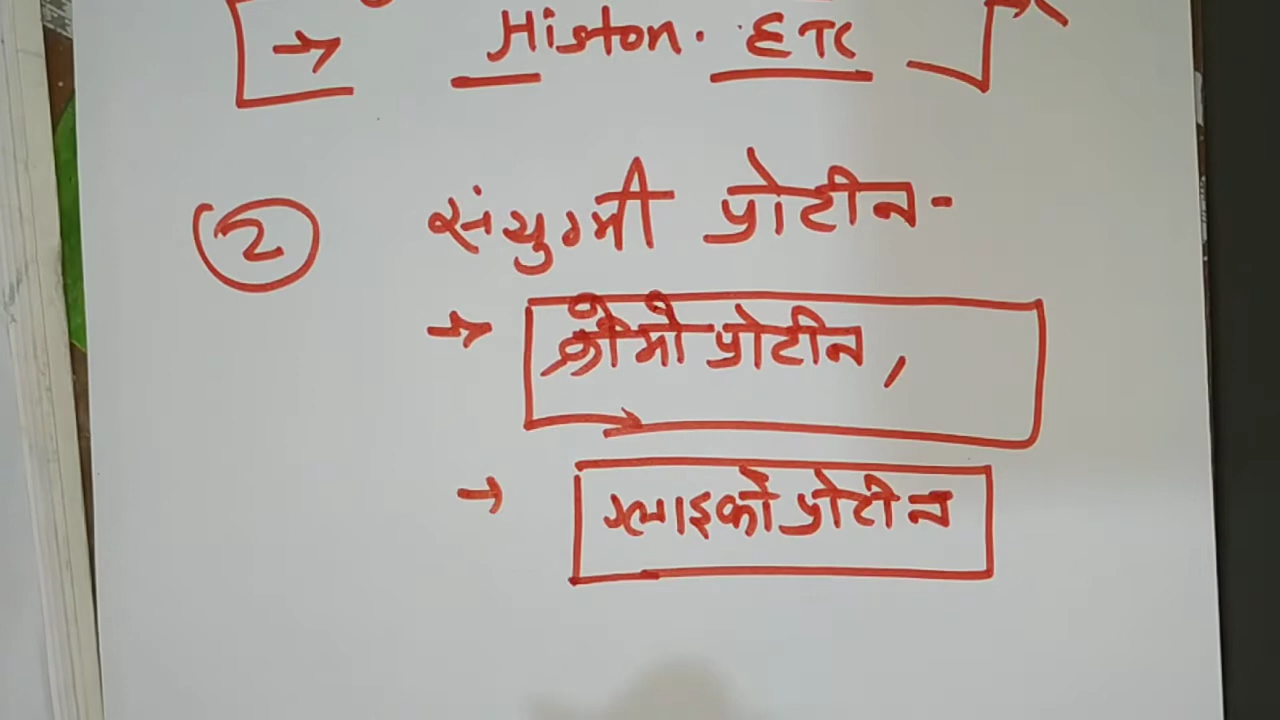 → Histon. ETC
② संयुग्मी प्रोटीन-
→ क्रोमोप्रोटीन,
→ ग्लाइकोप्रोटीन